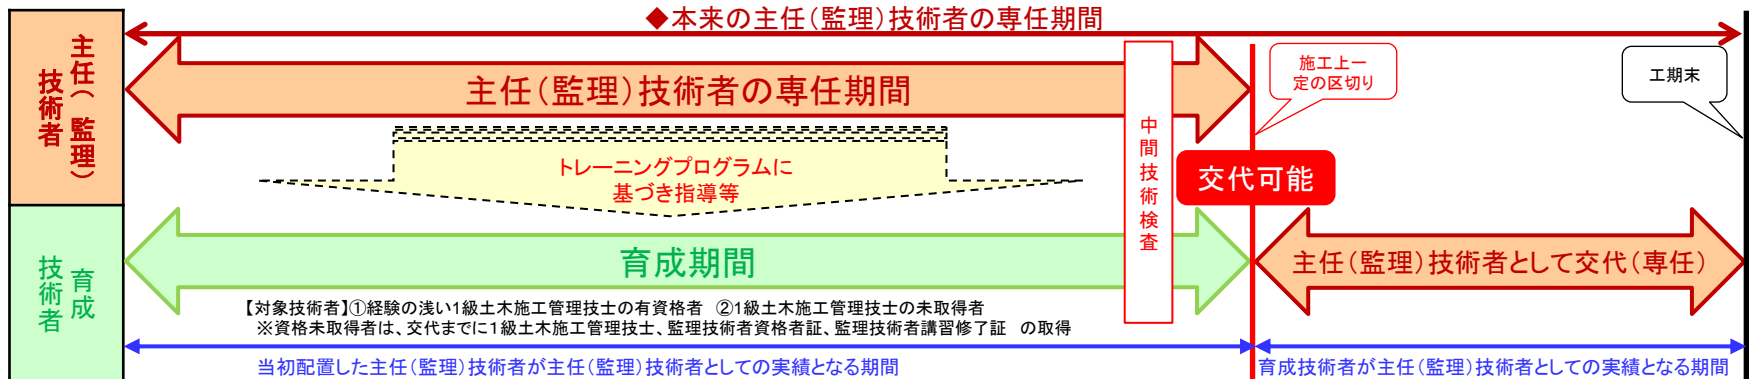 ◆本来の主任(監理)技術者の専任期間
主任(監理)
技術者
主任(監理)技術者の専任期間
施工上一
定の区切り
工期末
トレーニングプログラムに
基づき指導等
中間技術検査
交代可能
育成
技術者
育成期間
主任(監理)技術者として交代(専任)
【対象技術者】①経験の浅い1級土木施工管理技士の有資格者 ②1級土木施工管理技士の未取得者
※資格未取得者は、交代までに1級土木施工管理技士、監理技術者資格者証、監理技術者講習修了証 の取得
当初配置した主任(監理)技術者が主任(監理)技術者としての実績となる期間
育成技術者が主任(監理)技術者としての実績となる期間